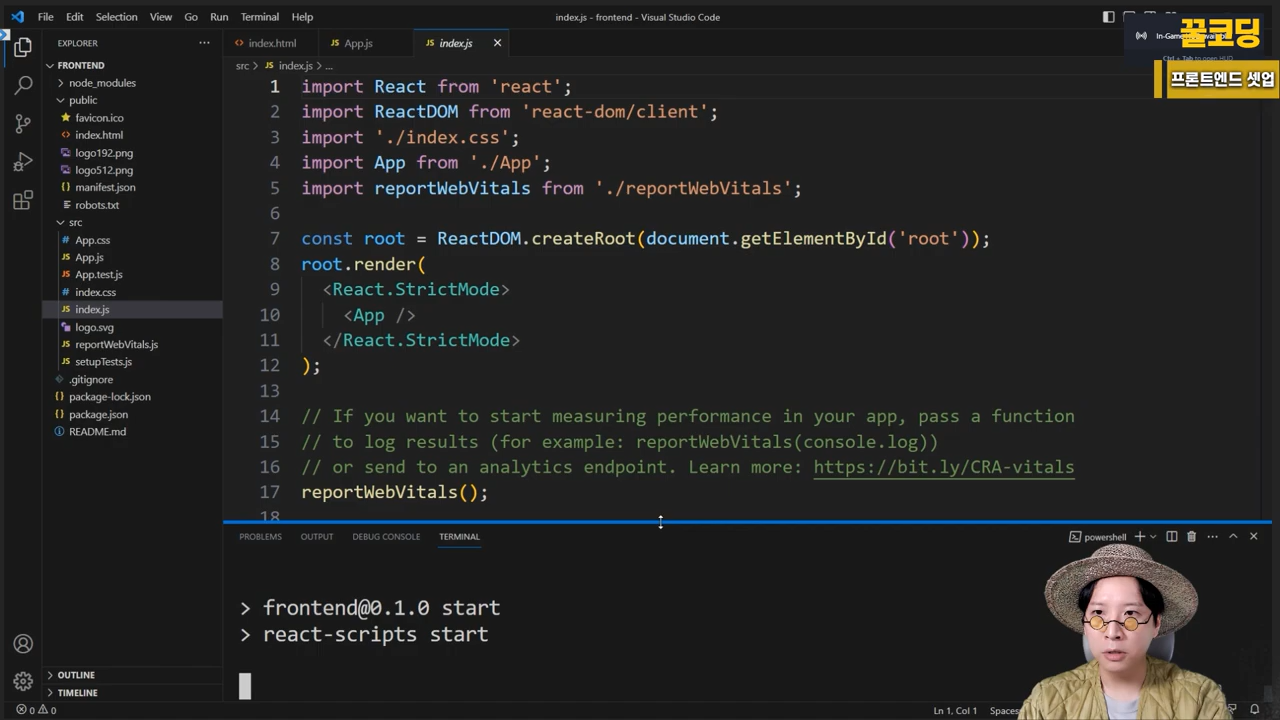 File Edit Selection View Go Run Terminal Help
index.js - frontend - Visual Studio Code
꿀코딩
프론트엔드 셋업
EXPLORER
FRONTEND
node_modules
public
favicon.ico
index.html
logo192.png
logo512.png
manifest.json
robots.txt
src
App.css
App.js
App.test.js
index.css
index.js
logo.svg
reportWebVitals.js
setupTests.js
.gitignore
package-lock.json
package.json
README.md
OUTLINE
TIMELINE
index.html App.js index.js
src > index.js > ...
1 import React from 'react';
2 import ReactDOM from 'react-dom/client';
3 import './index.css';
4 import App from './App';
5 import reportWebVitals from './reportWebVitals';
6
7 const root = ReactDOM.createRoot(document.getElementById('root'));
8 root.render(
9 <React.StrictMode>
10 <App />
11 </React.StrictMode>
12 );
13
14 // If you want to start measuring performance in your app, pass a function
15 // to log results (for example: reportWebVitals(console.log))
16 // or send to an analytics endpoint. Learn more: https://bit.ly/CRA-vitals
17 reportWebVitals();
18
PROBLEMS OUTPUT DEBUG CONSOLE TERMINAL
powershell
> frontend@0.1.0 start
> react-scripts start
0 0
Ln 1, Col 1